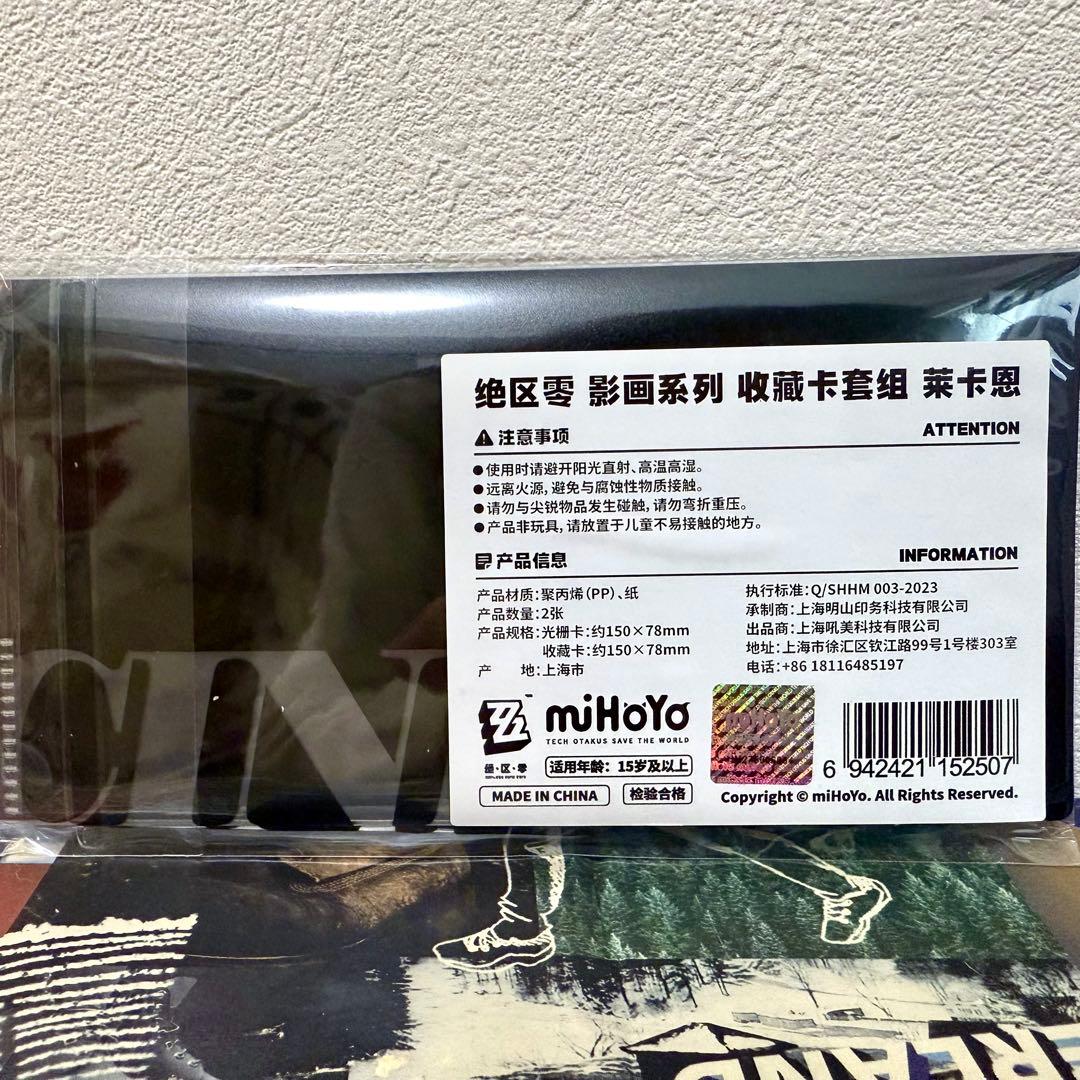 绝区零 影画系列 收藏卡套组 莱卡恩
注意事项 ATTENTION
●使用时请避开阳光直射、高温高湿。
●远离火源,避免与腐蚀性物质接触。
●请勿与尖锐物品发生碰触,请勿弯折重压。
●产品非玩具,请放置于儿童不易接触的地方。
产品信息 INFORMATION
产品材质:聚丙烯(PP)、纸
产品数量:2张
产品规格:光栅卡:约150×78mm
收藏卡:约150×78mm
产 地:上海市
执行标准:Q/SHHM 003-2023
承制商:上海明山印务科技有限公司
出品商:上海吼美科技有限公司
地址:上海市徐汇区钦江路99号1号楼303室
电话:+86 18116485197
绝·区·零
miHoYo
TECH OTAKUS SAVE THE WORLD
适用年龄:15岁及以上
MADE IN CHINA
检验合格
miHoYo
6 942421 152507
Copyright © miHoYo. All Rights Reserved.